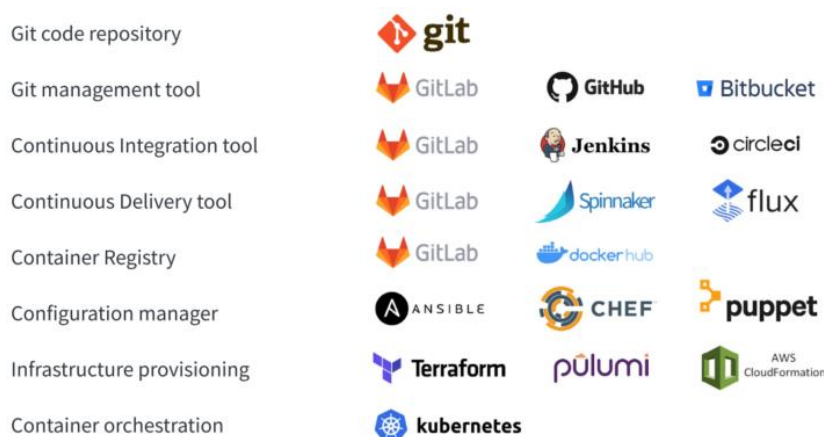 Git code repository git
Git management tool GitLab GitHub Bitbucket
Continuous Integration tool GitLab Jenkins circleci
Continuous Delivery tool GitLab Spinnaker flux
Container Registry GitLab dockerhub
Configuration manager A ANSIBLE CHEF puppet
Infrastructure provisioning Terraform pulumi AWS CloudFormation
Container orchestration kubernetes